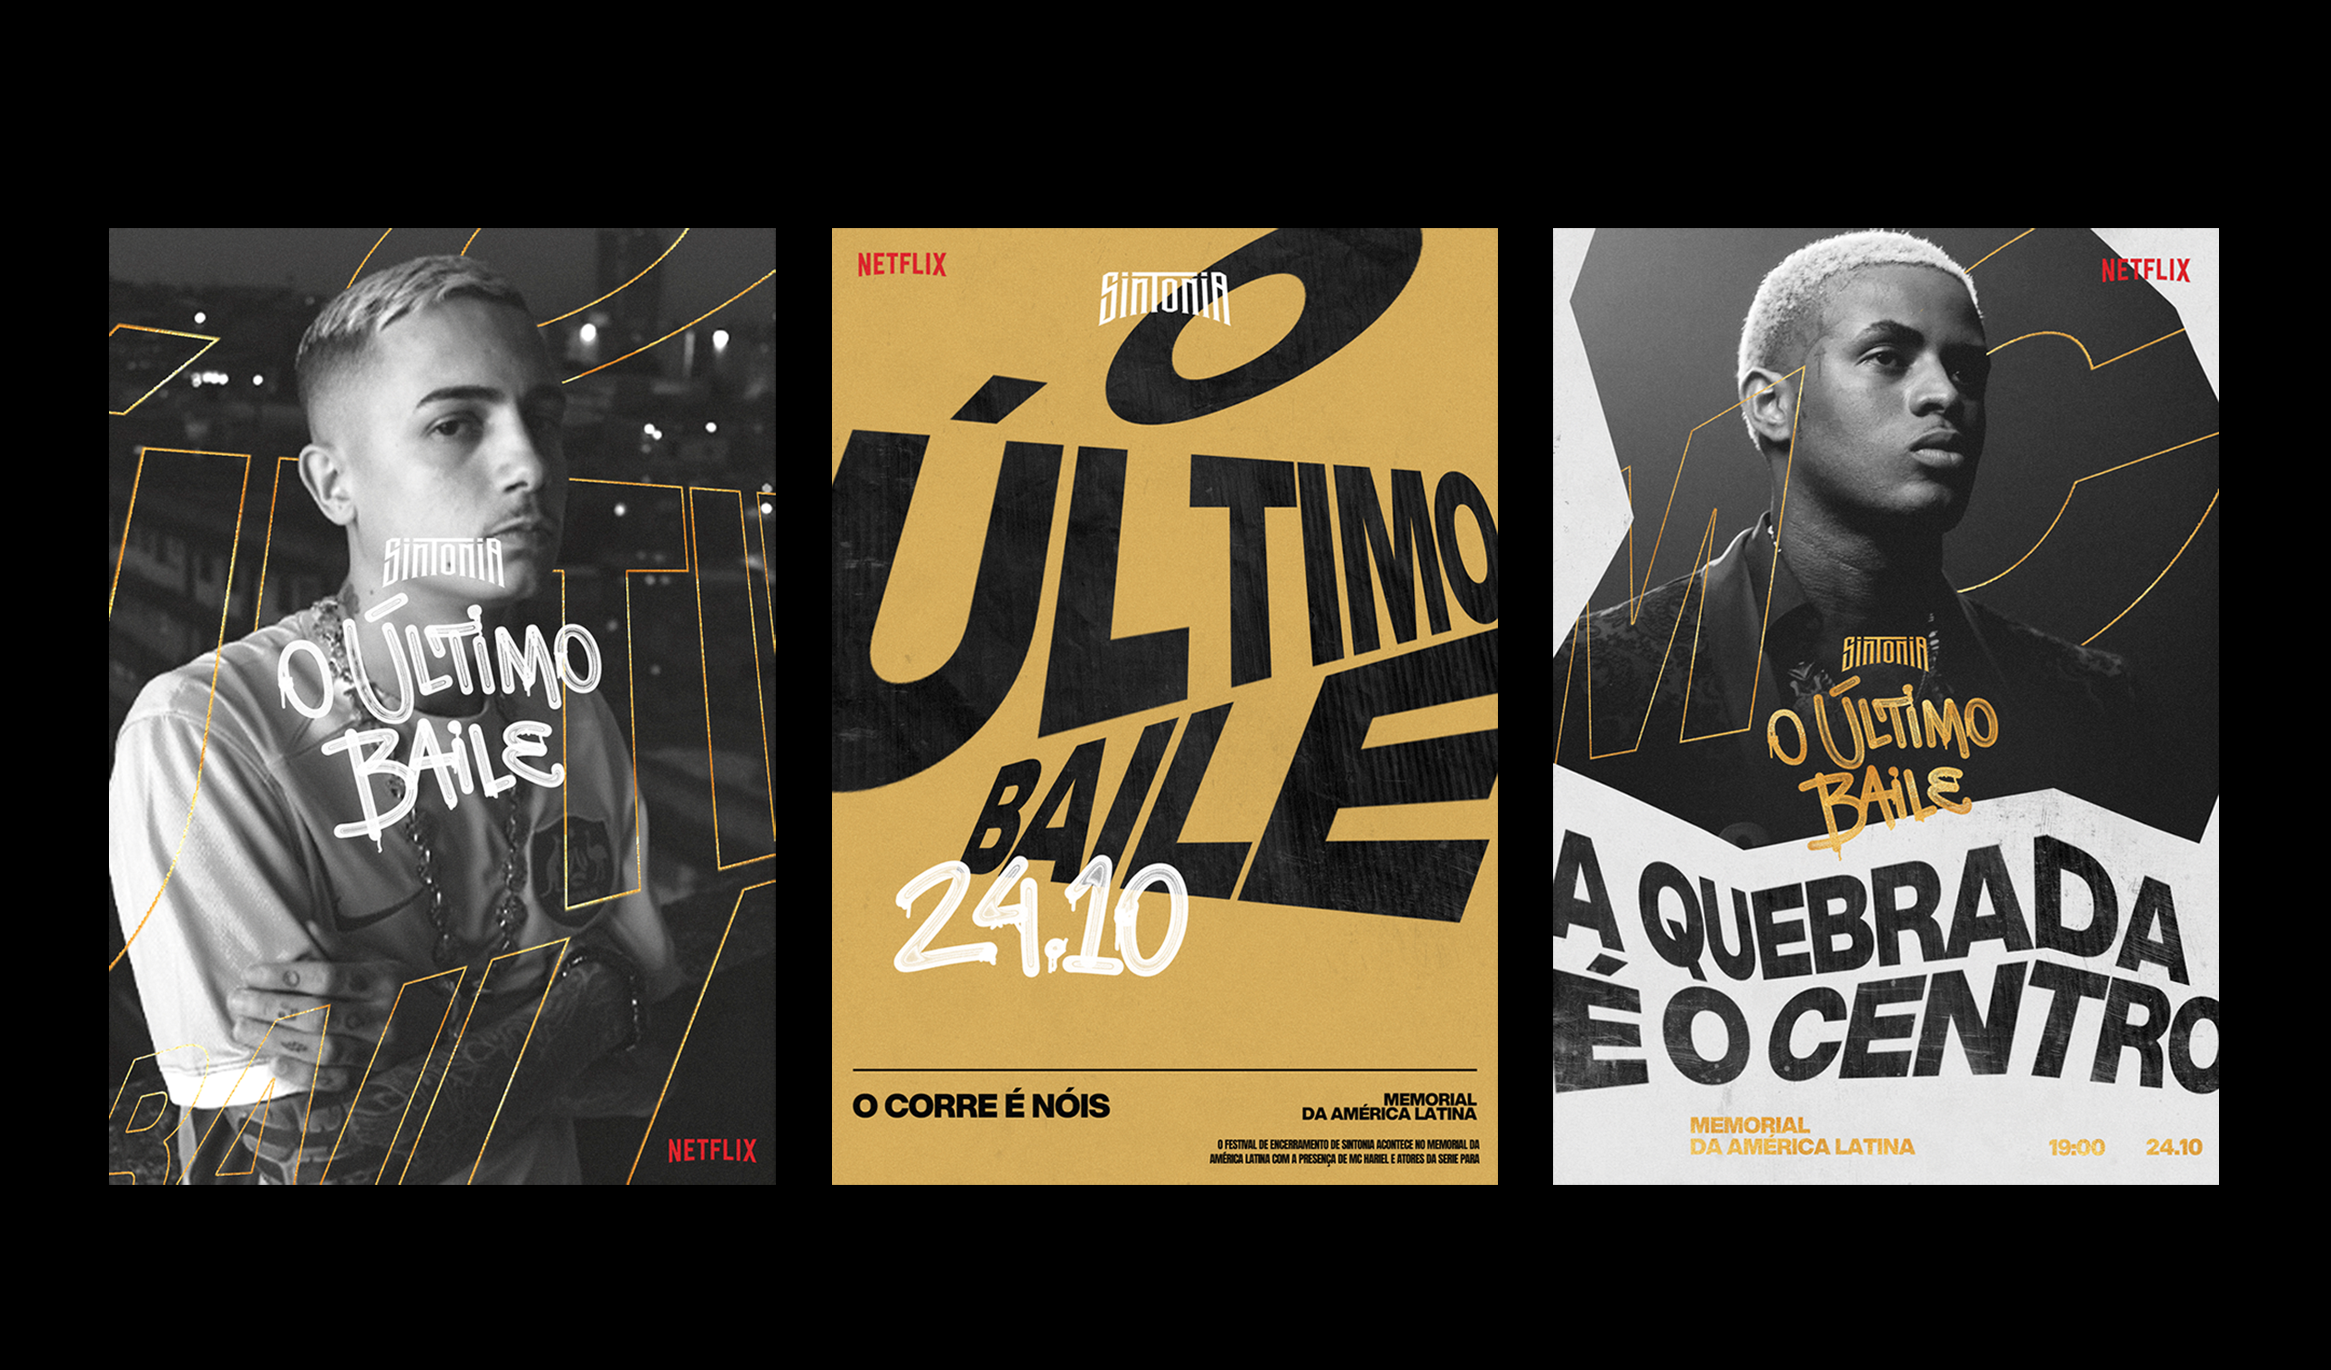 SINTONIA
O ÚLTIMO
BAILE
ÚLTI
BAIL
NETFLIX
NETFLIX
SINTONIA
O
ÚLTIMO
BAILE
24.10
O CORRE É NÓIS
MEMORIAL
DA AMÉRICA LATINA
O FESTIVAL DE ENCERRAMENTO DE SINTONIA ACONTECE NO MEMORIAL DA
AMÉRICA LATINA COM A PRESENÇA DE MC HARIEL E ATORES DA SERIE PARA
NETFLIX
SINTONIA
O ÚLTIMO
BAILE
A QUEBRADA
É O CENTRO
MEMORIAL
DA AMÉRICA LATINA
19:00
24.10